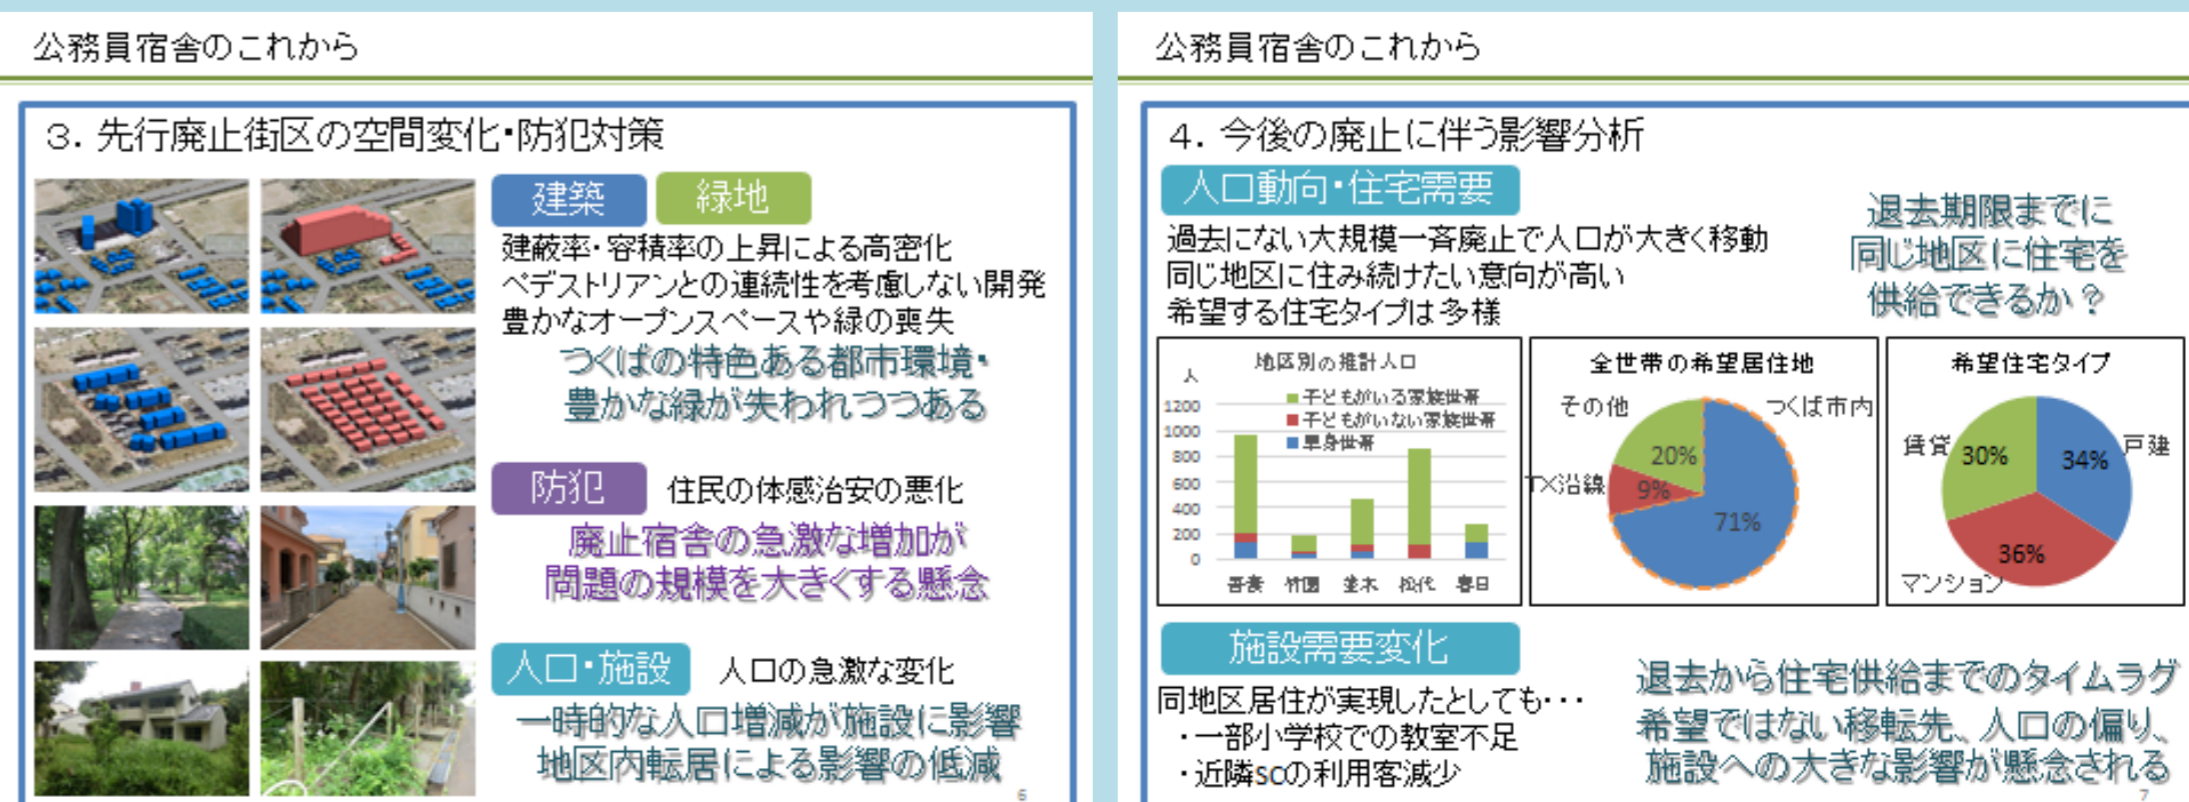 公務員宿舎のこれから
3. 先行廃止街区の空間変化・防犯対策
建築
緑地
建蔽率・容積率の上昇による高密化
ペデストリアンとの連続性を考慮しない開発
豊かなオープンスペースや緑の喪失
つくばの特色ある都市環境・
豊かな緑が失われつつある
防犯
住民の体感治安の悪化
廃止宿舎の急激な増加が
問題の規模を大きくする懸念
人口・施設
人口の急激な変化
一時的な人口増減が施設に影響
地区内転居による影響の低減
6
公務員宿舎のこれから
4. 今後の廃止に伴う影響分析
人口動向・住宅需要
過去にない大規模一斉廃止で人口が大きく移動
同じ地区に住み続けたい意向が高い
希望する住宅タイプは多様
退去期限までに
同じ地区に住宅を
供給できるか？
地区別の推計人口
人
1200
1000
800
600
400
200
0
子どもがいる家族世帯
子どもがいない家族世帯
単身世帯
吾妻 竹園 並木 松代 春日
全世帯の希望居住地
その他
つくば市内
TX沿線
20%
9%
71%
希望住宅タイプ
賃貸
30%
34%
戸建
36%
マンション
施設需要変化
同地区居住が実現したとしても・・・
・一部小学校での教室不足
・近隣SCの利用客減少
退去から住宅供給までのタイムラグ
希望ではない移転先、人口の偏り、
施設への大きな影響が懸念される
7